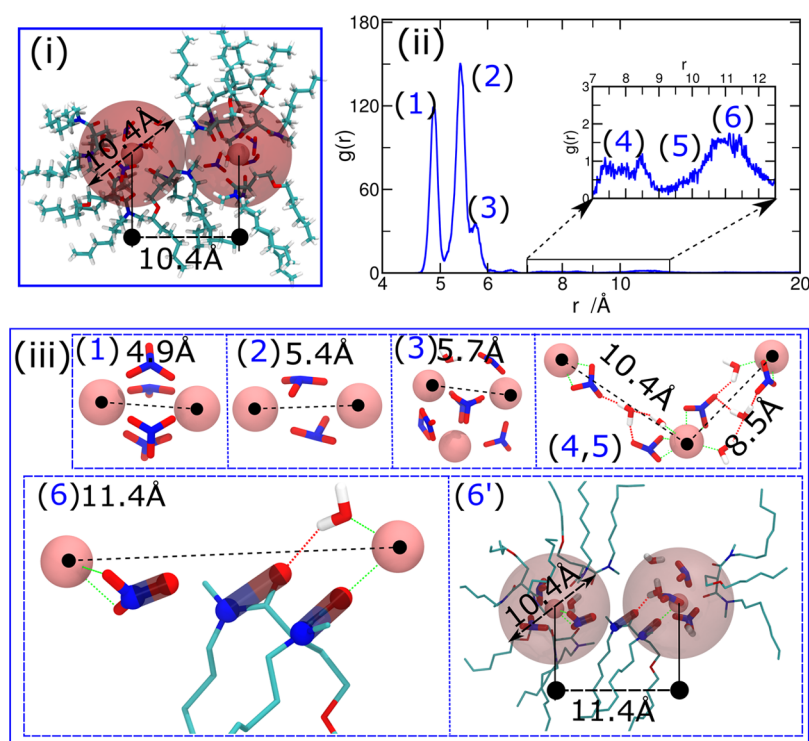 (i)
10.4Å
10.4Å
(ii)
g(r)
180
120
60
0
(1)
(2)
(3)
r
7 8 9 10 11 12
g(r)
3
2
1
0
(4)
(5)
(6)
4 5 6 10 20
r /Å
(iii)
(1) 4.9Å
(2) 5.4Å
(3) 5.7Å
10.4Å
8.5Å
(4,5)
(6) 11.4Å
(6')
10.4Å
11.4Å